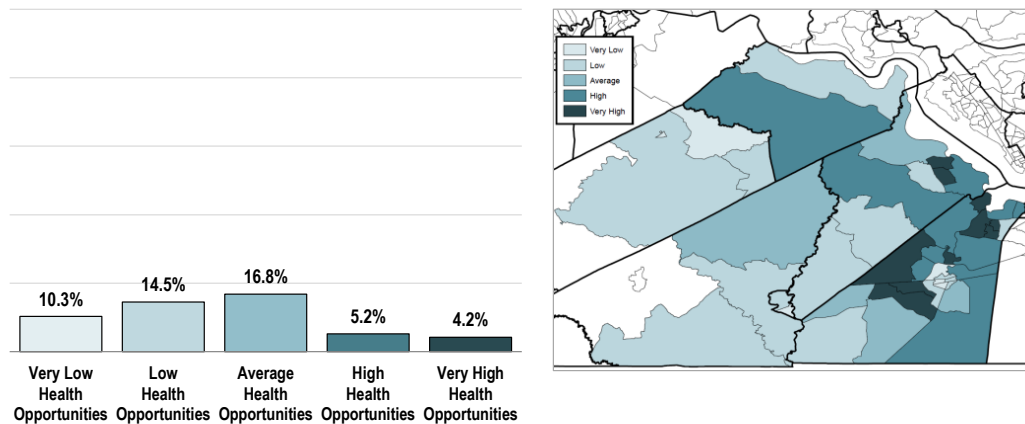 10.3%
14.5%
16.8%
5.2%
4.2%
Very Low
Health
Opportunities
Low
Health
Opportunities
Average
Health
Opportunities
High
Health
Opportunities
Very High
Health
Opportunities
Very Low
Low
Average
High
Very High